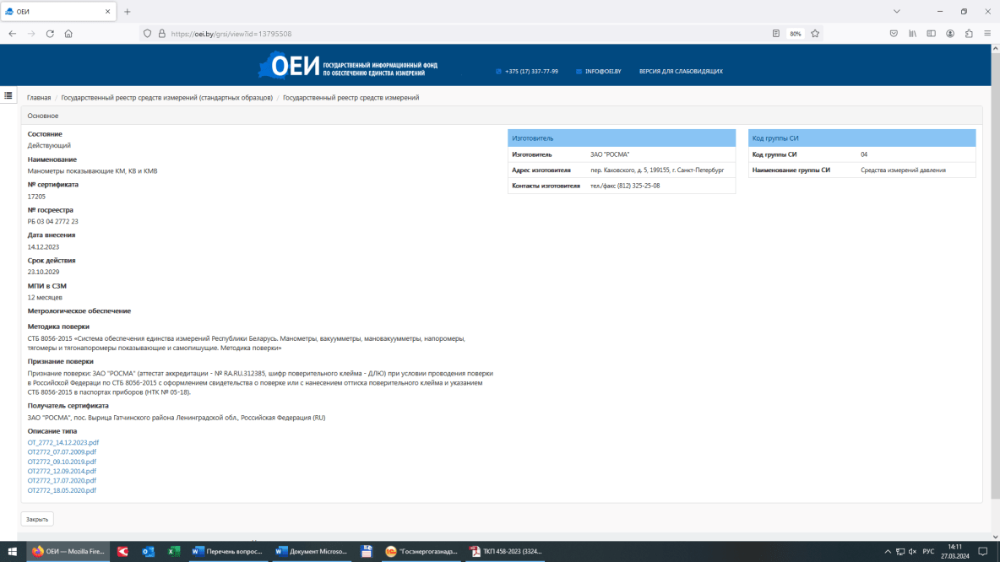 ОЕИ
https://oei.by/grsi/view?id=13795508
80%
ОЕИ
ГОСУДАРСТВЕННЫЙ ИНФОРМАЦИОННЫЙ ФОНД
ПО ОБЕСПЕЧЕНИЮ ЕДИНСТВА ИЗМЕРЕНИЙ
+375 (17) 337-77-99
INFO@OEI.BY
ВЕРСИЯ ДЛЯ СЛАБОВИДЯЩИХ
Главная / Государственный реестр средств измерений (стандартных образцов) / Государственный реестр средств измерений
Основное
Состояние
Действующий
Наименование
Манометры показывающие КМ, КВ и КМВ
№ сертификата
17205
№ госреестра
РБ 03 04 2772 23
Дата внесения
14.12.2023
Срок действия
23.10.2029
МПИ в СЗМ
12 месяцев
Метрологическое обеспечение
Методика поверки
СТБ 8056-2015 «Система обеспечения единства измерений Республики Беларусь. Манометры, вакуумметры, мановакуумметры, напоромеры,
тягомеры и тягонапоромеры показывающие и самопишущие. Методика поверки»
Признание поверки
Признание поверки: ЗАО "РОСМА" (аттестат аккредитации - № RA.RU.312385, шифр поверительного клейма - ДЛЮ) при условии проведения поверки
в Российской Федераци по СТБ 8056-2015 с оформлением свидетельства о поверке или с нанесением оттиска поверительного клейма и указанием
СТБ 8056-2015 в паспортах приборов (НТК № 05-18).
Получатель сертификата
ЗАО "РОСМА", пос. Вырица Гатчинского района Ленинградской обл., Российская Федерация (RU)
Описание типа
OT_2772_14.12.2023.pdf
OT2772_07.07.2009.pdf
OT2772_09.10.2019.pdf
OT2772_12.09.2014.pdf
OT2772_17.07.2020.pdf
OT2772_18.05.2020.pdf
Изготовитель
Изготовитель ЗАО "РОСМА"
Адрес изготовителя пер. Каховского, д. 5, 199155, г. Санкт-Петербург
Контакты изготовителя тел./факс (812) 325-25-08
Код группы СИ
Код группы СИ 04
Наименование группы СИ Средства измерений давления
Закрыть
ОЕИ — Mozilla Fire...
Перечень вопрос...
Документ Microso...
"Госэнергогазнадз...
ТКП 458-2023 (3324...
РУС
14:11
27.03.2024